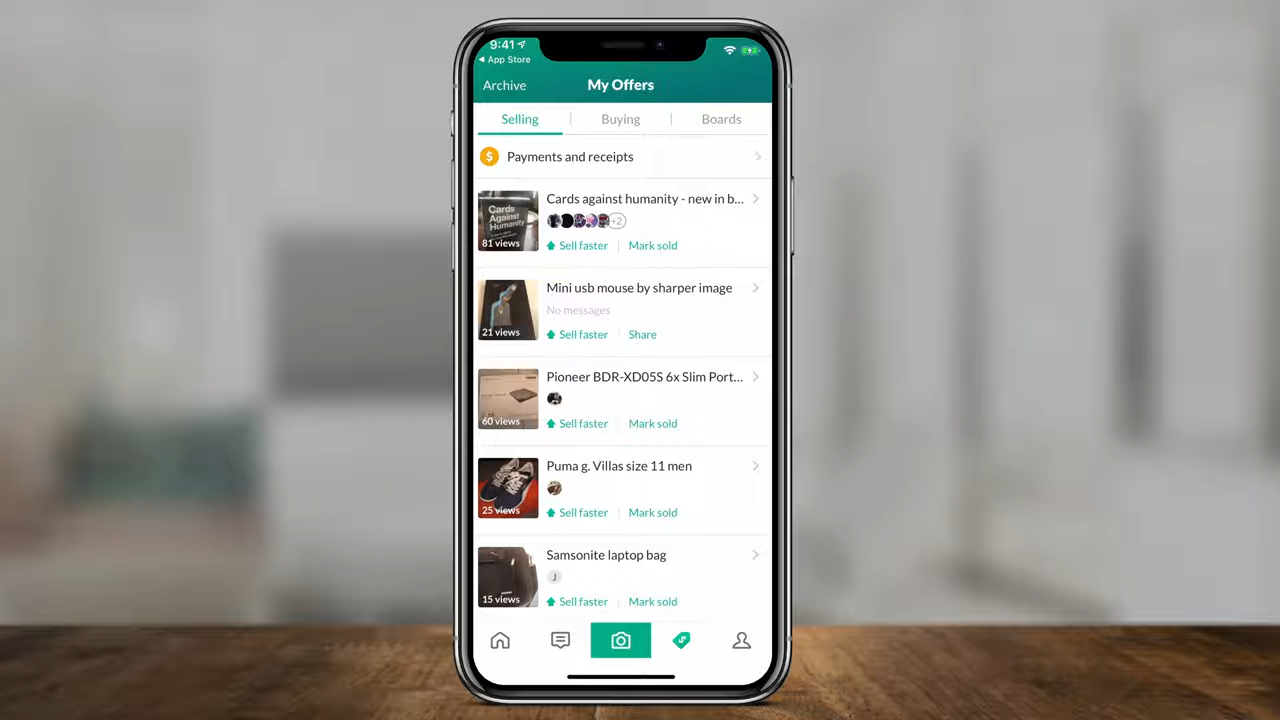 9:41
◀ App Store
Archive
My Offers
Selling
Buying
Boards
$
Payments and receipts
Cards against humanity - new in b...
Cards
Against
Humanity
81 views
+2
Sell faster
Mark sold
Mini usb mouse by sharper image
No messages
21 views
Sell faster
Share
Pioneer BDR-XD05S 6x Slim Port...
60 views
Sell faster
Mark sold
Puma g. Villas size 11 men
25 views
Sell faster
Mark sold
Samsonite laptop bag
J
15 views
Sell faster
Mark sold